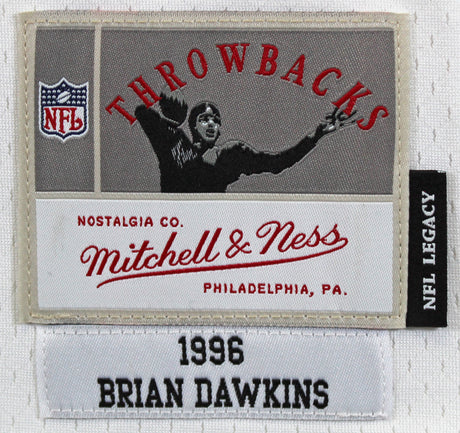 THROWBACKS
NFL
NOSTALGIA CO.
Mitchell & Ness
PHILADELPHIA, PA.
NFL LEGACY
1996
BRIAN DAWKINS